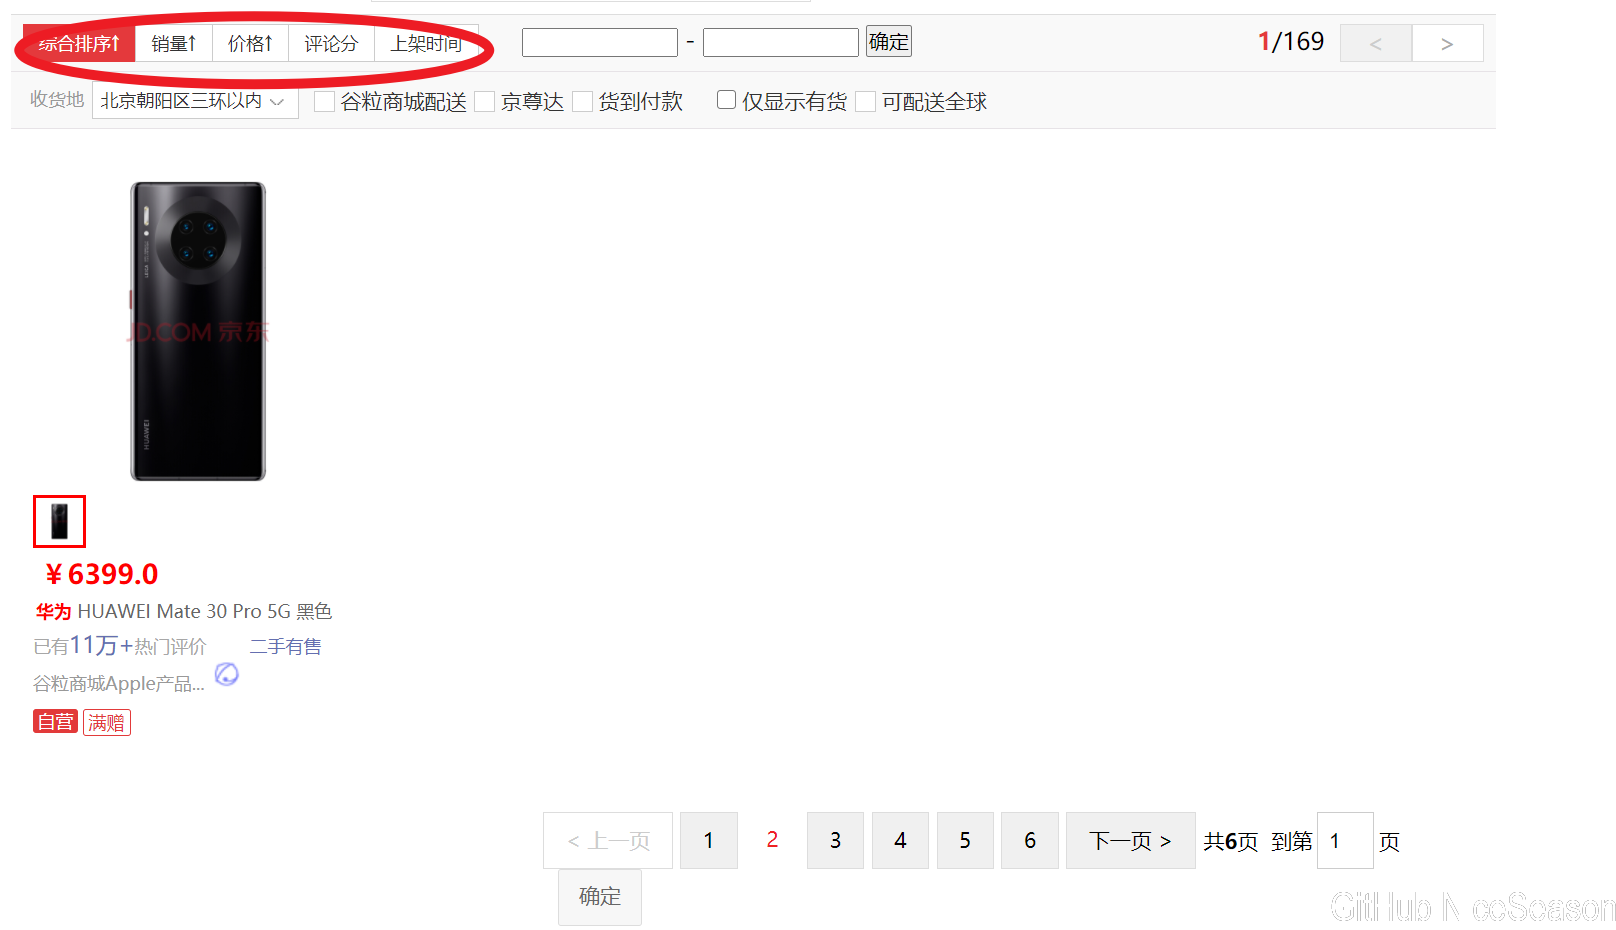 综合排序↑ 销量↑ 价格↑ 评论分 上架时间 - 确定 1/169 < >
收货地 北京朝阳区三环以内 谷粒商城配送 京尊达 货到付款 仅显示有货 可配送全球
JD.COM 京东
HUAWEI
￥6399.0
华为 HUAWEI Mate 30 Pro 5G 黑色
已有11万+热门评价 二手有售
谷粒商城Apple产品...
自营 满赠
< 上一页 1 2 3 4 5 6 下一页 > 共6页 到第 1 页
确定
GitHub NiceSeason